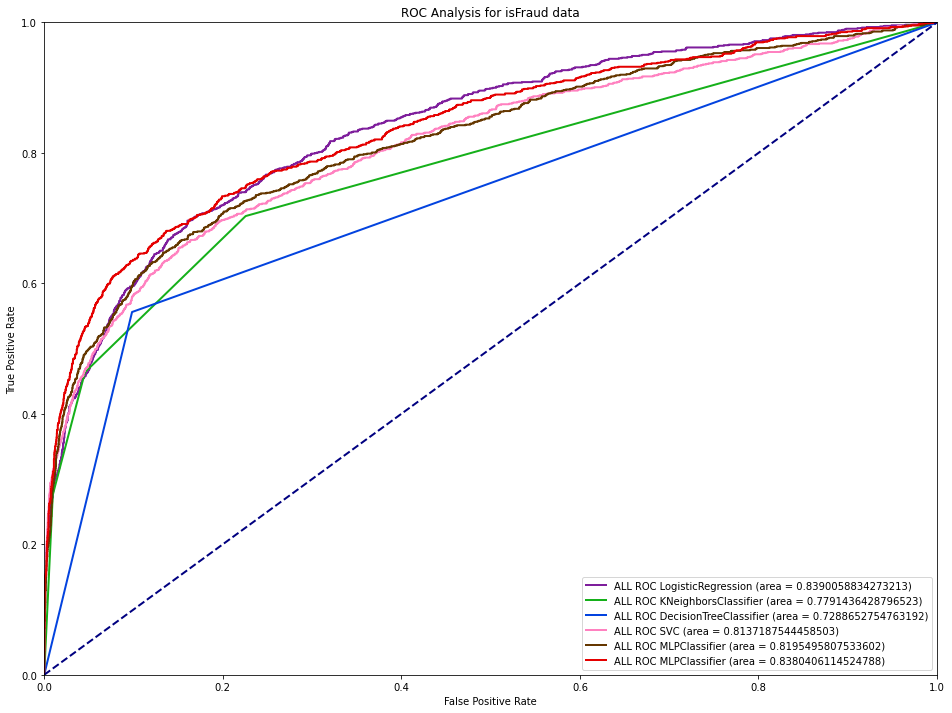 ROC Analysis for isFraud data
1.0
0.8
0.6
0.4
0.2
0.0
True Positive Rate
0.0 0.2 0.4 0.6 0.8 1.0
False Positive Rate
ALL ROC LogisticRegression (area = 0.8390058834273213)
ALL ROC KNeighborsClassifier (area = 0.7791436428796523)
ALL ROC DecisionTreeClassifier (area = 0.7288652754763192)
ALL ROC SVC (area = 0.8137187544458503)
ALL ROC MLPClassifier (area = 0.8195495807533602)
ALL ROC MLPClassifier (area = 0.8380406114524788)